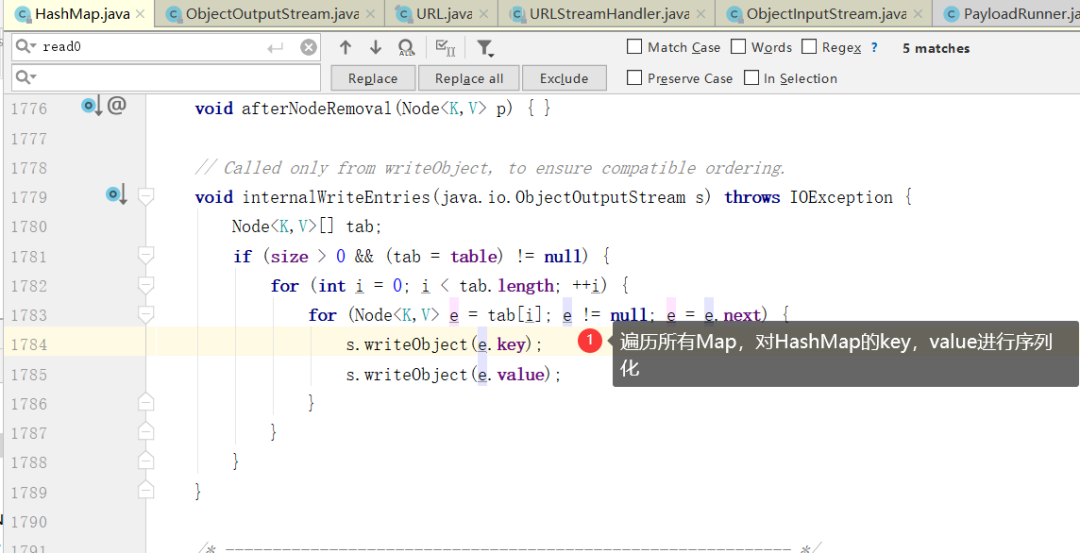 HashMap.java ObjectOutputStream.java URL.java URLStreamHandler.java ObjectInputStream.java PayloadRunner.ja
read0 Match Case Words Regex ? 5 matches
Replace Replace all Exclude Preserve Case In Selection
1776 void afterNodeRemoval(Node<K,V> p) { }
1777
1778 // Called only from writeObject, to ensure compatible ordering.
1779 void internalWriteEntries(java.io.ObjectOutputStream s) throws IOException {
1780 Node<K,V>[] tab;
1781 if (size > 0 && (tab = table) != null) {
1782 for (int i = 0; i < tab.length; ++i) {
1783 for (Node<K,V> e = tab[i]; e != null; e = e.next) {
1784 s.writeObject(e.key); 1 遍历所有Map，对HashMap的key，value进行序列
化
1785 s.writeObject(e.value);
1786 }
1787 }
1788 }
1789 }
1790
1791 /* ------------------------------------------------------------ */